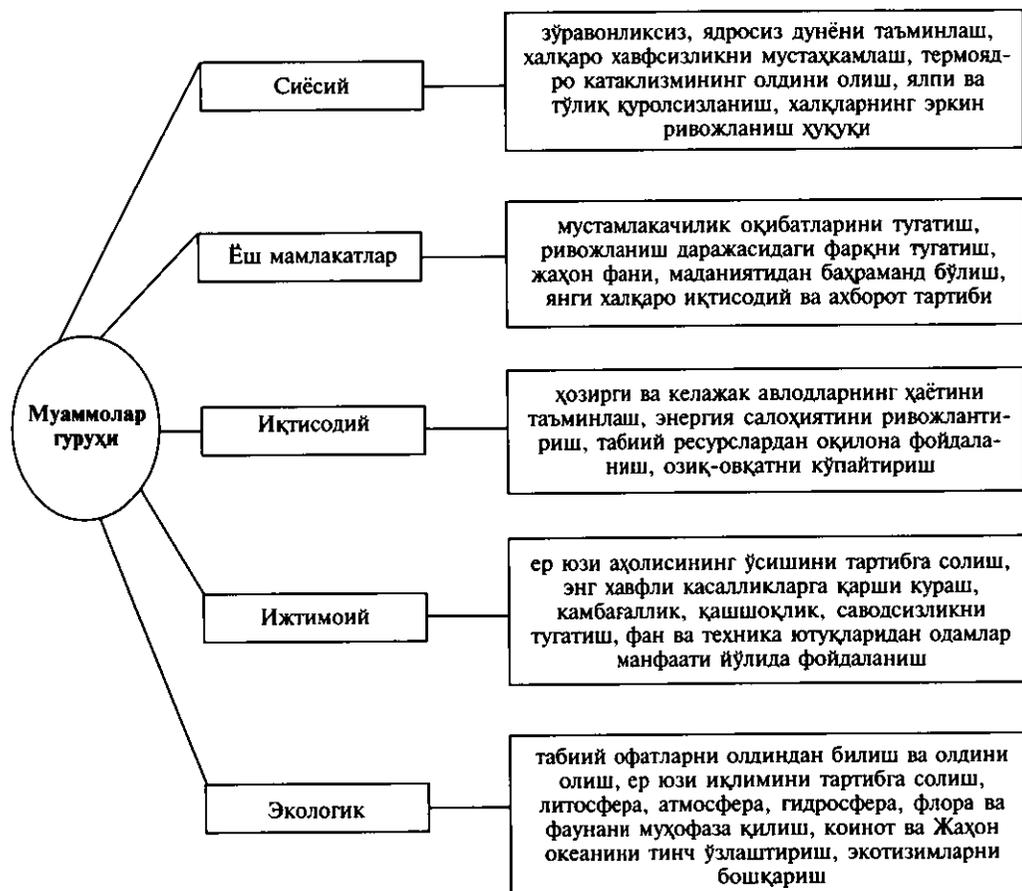 Муаммолар
гуруҳи
Сиёсий
зўравонликсиз, ядросиз дунёни таъминлаш,
халқаро хавфсизликни мустаҳкамлаш, термояд-
ро катаклизмининг олдини олиш, ялпи ва
тўлиқ қуролсизланиш, халқларнинг эркин
ривожланиш ҳуқуқи
Ёш мамлакатлар
мустамлакачилик оқибатларини тугатиш,
ривожланиш даражасидаги фарқни тугатиш,
жаҳон фани, маданиятидан баҳраманд бўлиш,
янги халқаро иқтисодий ва ахборот тартиби
Иқтисодий
ҳозирги ва келажак авлодларнинг ҳаётини
таъминлаш, энергия салоҳиятини ривожланти-
риш, табиий ресурслардан оқилона фойдала-
ниш, озиқ-овқатни кўпайтириш
Ижтимоий
ер юзи аҳолисининг ўсишини тартибга солиш,
энг хавфли касалликларга қарши кураш,
камбағаллик, қашшоқлик, саводсизликни
тугатиш, фан ва техника ютуқларидан одамлар
манфаати йўлида фойдаланиш
Экологик
табиий офатларни олдиндан билиш ва олдини
олиш, ер юзи иқлимини тартибга солиш,
литосфера, атмосфера, гидросфера, флора ва
фаунани муҳофаза қилиш, коинот ва Жаҳон
океанини тинч ўзлаштириш, экотизимларни
бошқариш